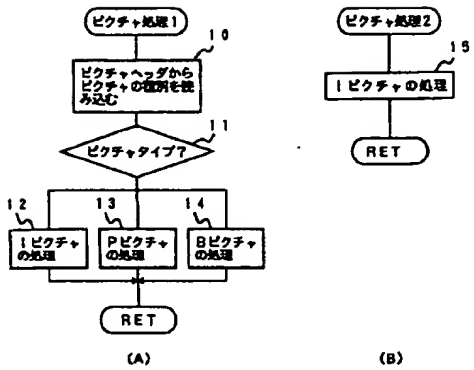 ピクチャ処理1
10
ピクチャヘッダから
ピクチャの種別を読
み込む
11
ピクチャタイプ?
12
Iピクチャ
の処理
13
Pピクチャ
の処理
14
Bピクチャ
の処理
RET
(A)
ピクチャ処理2
15
Iピクチャの処理
RET
(B)